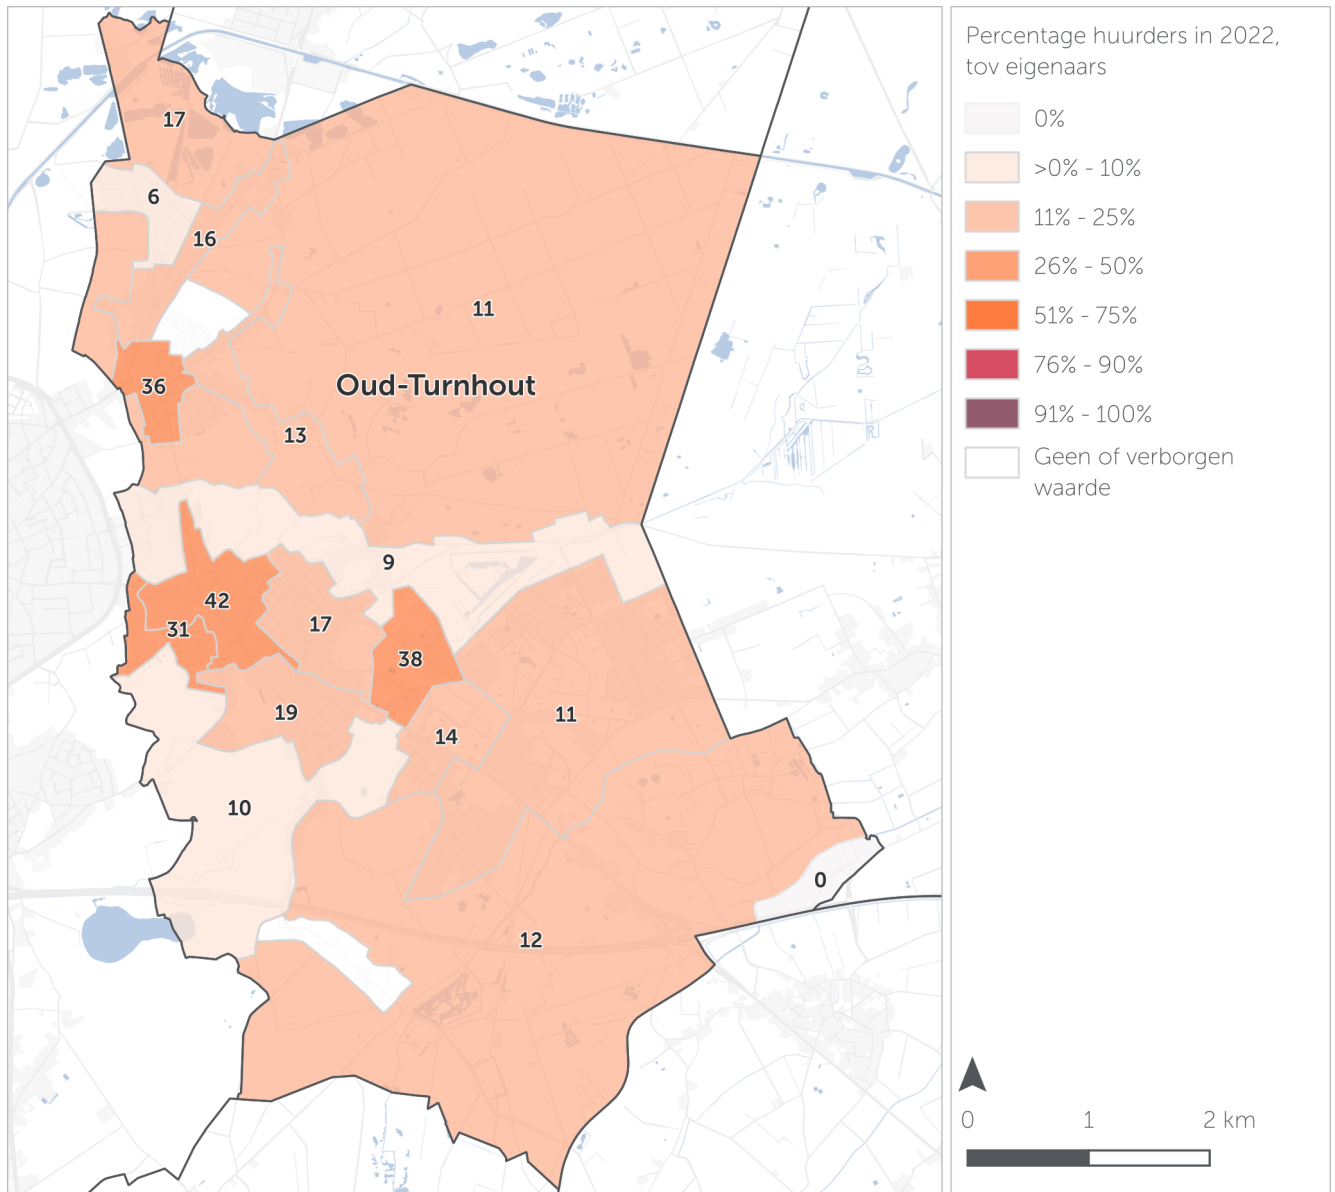 17
6
16
11
36
Oud-Turnhout
13
9
42
17
31
38
19
11
14
10
0
12
Percentage huurders in 2022,
tov eigenaars
0%
>0% - 10%
11% - 25%
26% - 50%
51% - 75%
76% - 90%
91% - 100%
Geen of verborgen
waarde
0 1 2 km